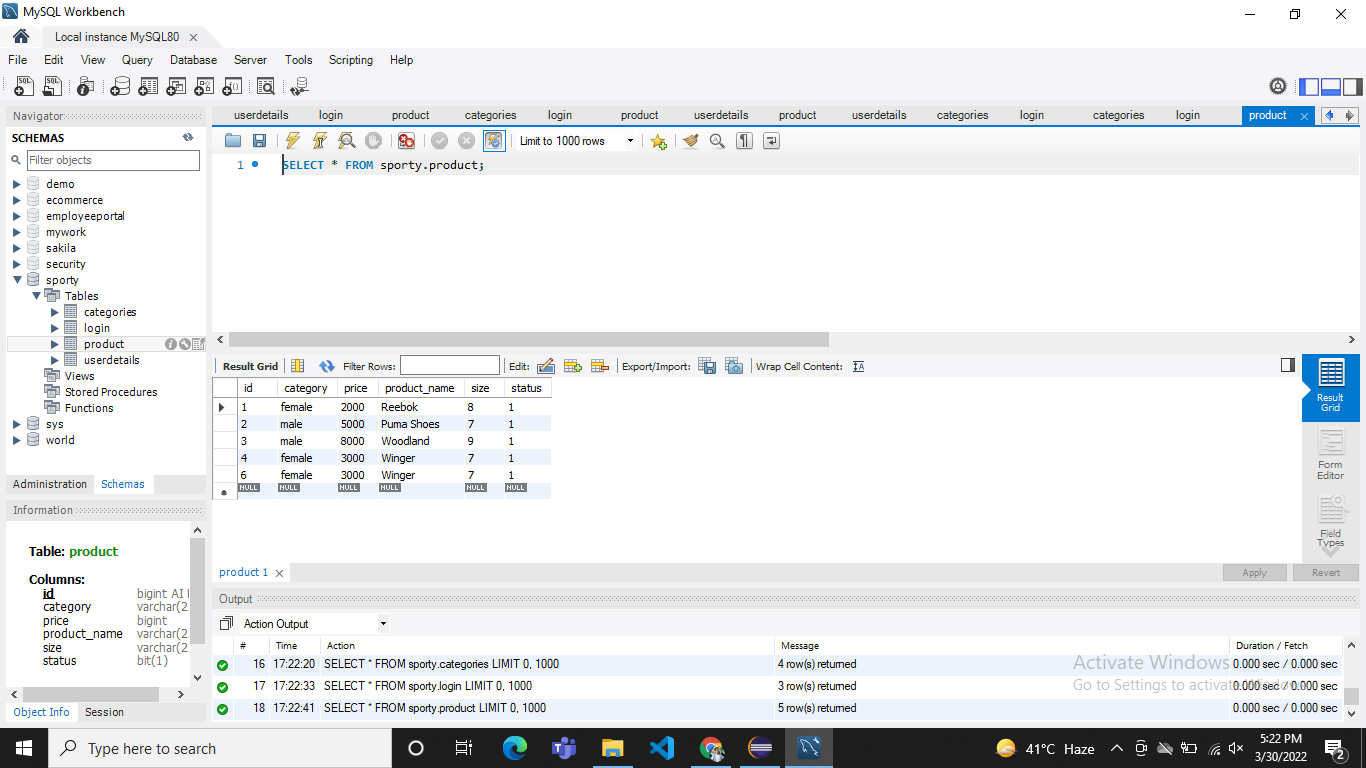 MySQL Workbench
Local instance MySQL80
File Edit View Query Database Server Tools Scripting Help
Navigator
SCHEMAS
Filter objects
demo
ecommerce
employeeportal
mywork
sakila
security
sporty
Tables
categories
login
product
userdetails
Views
Stored Procedures
Functions
sys
world
Administration Schemas
Information
Table: product
Columns:
id bigint AI
category varchar(2
price bigint
product_name varchar(2
size varchar(2
status bit(1)
Object Info Session
userdetails login product categories login product userdetails product userdetails categories login categories login product
Limit to 1000 rows
1 SELECT * FROM sporty.product;
Result Grid Filter Rows: Edit: Export/Import: Wrap Cell Content:
id category price product_name size status
1 female 2000 Reebok 8 1
2 male 5000 Puma Shoes 7 1
3 male 8000 Woodland 9 1
4 female 3000 Winger 7 1
6 female 3000 Winger 7 1
NULL NULL NULL NULL NULL NULL
Result
Grid
Form
Editor
Field
Types
product 1
Apply Revert
Output
Action Output
# Time Action Message Duration / Fetch
16 17:22:20 SELECT * FROM sporty.categories LIMIT 0, 1000 4 row(s) returned 0.000 sec / 0.000 sec
17 17:22:33 SELECT * FROM sporty.login LIMIT 0, 1000 3 row(s) returned 0.000 sec / 0.000 sec
18 17:22:41 SELECT * FROM sporty.product LIMIT 0, 1000 5 row(s) returned 0.000 sec / 0.000 sec
Activate Windows
Go to Settings to activate Windows.
Type here to search
41°C Haze
5:22 PM
3/30/2022
2